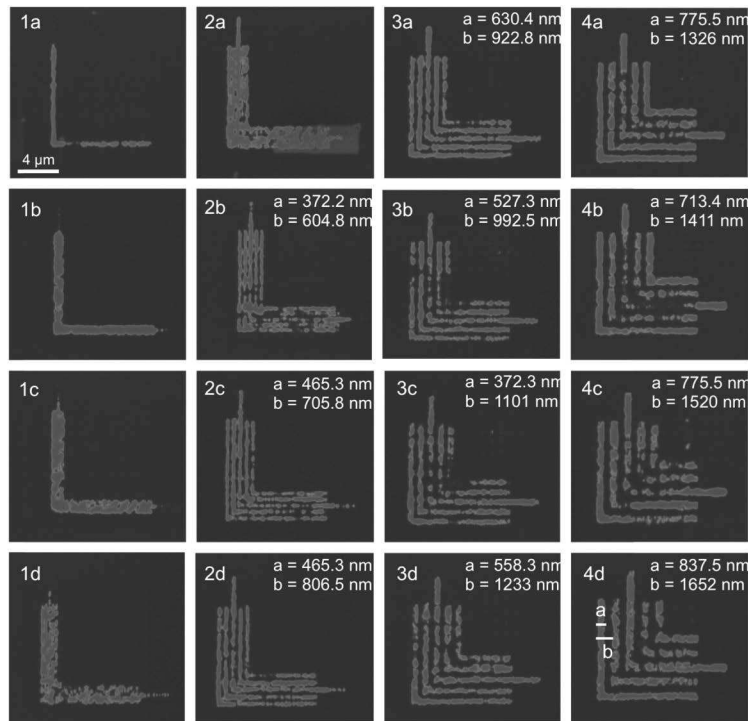 1a
4 µm
2a
3a
a = 630.4 nm
b = 922.8 nm
4a
a = 775.5 nm
b = 1326 nm
1b
2b
a = 372.2 nm
b = 604.8 nm
3b
a = 527.3 nm
b = 992.5 nm
4b
a = 713.4 nm
b = 1411 nm
1c
2c
a = 465.3 nm
b = 705.8 nm
3c
a = 372.3 nm
b = 1101 nm
4c
a = 775.5 nm
b = 1520 nm
1d
2d
a = 465.3 nm
b = 806.5 nm
3d
a = 558.3 nm
b = 1233 nm
4d
a = 837.5 nm
b = 1652 nm
a
b